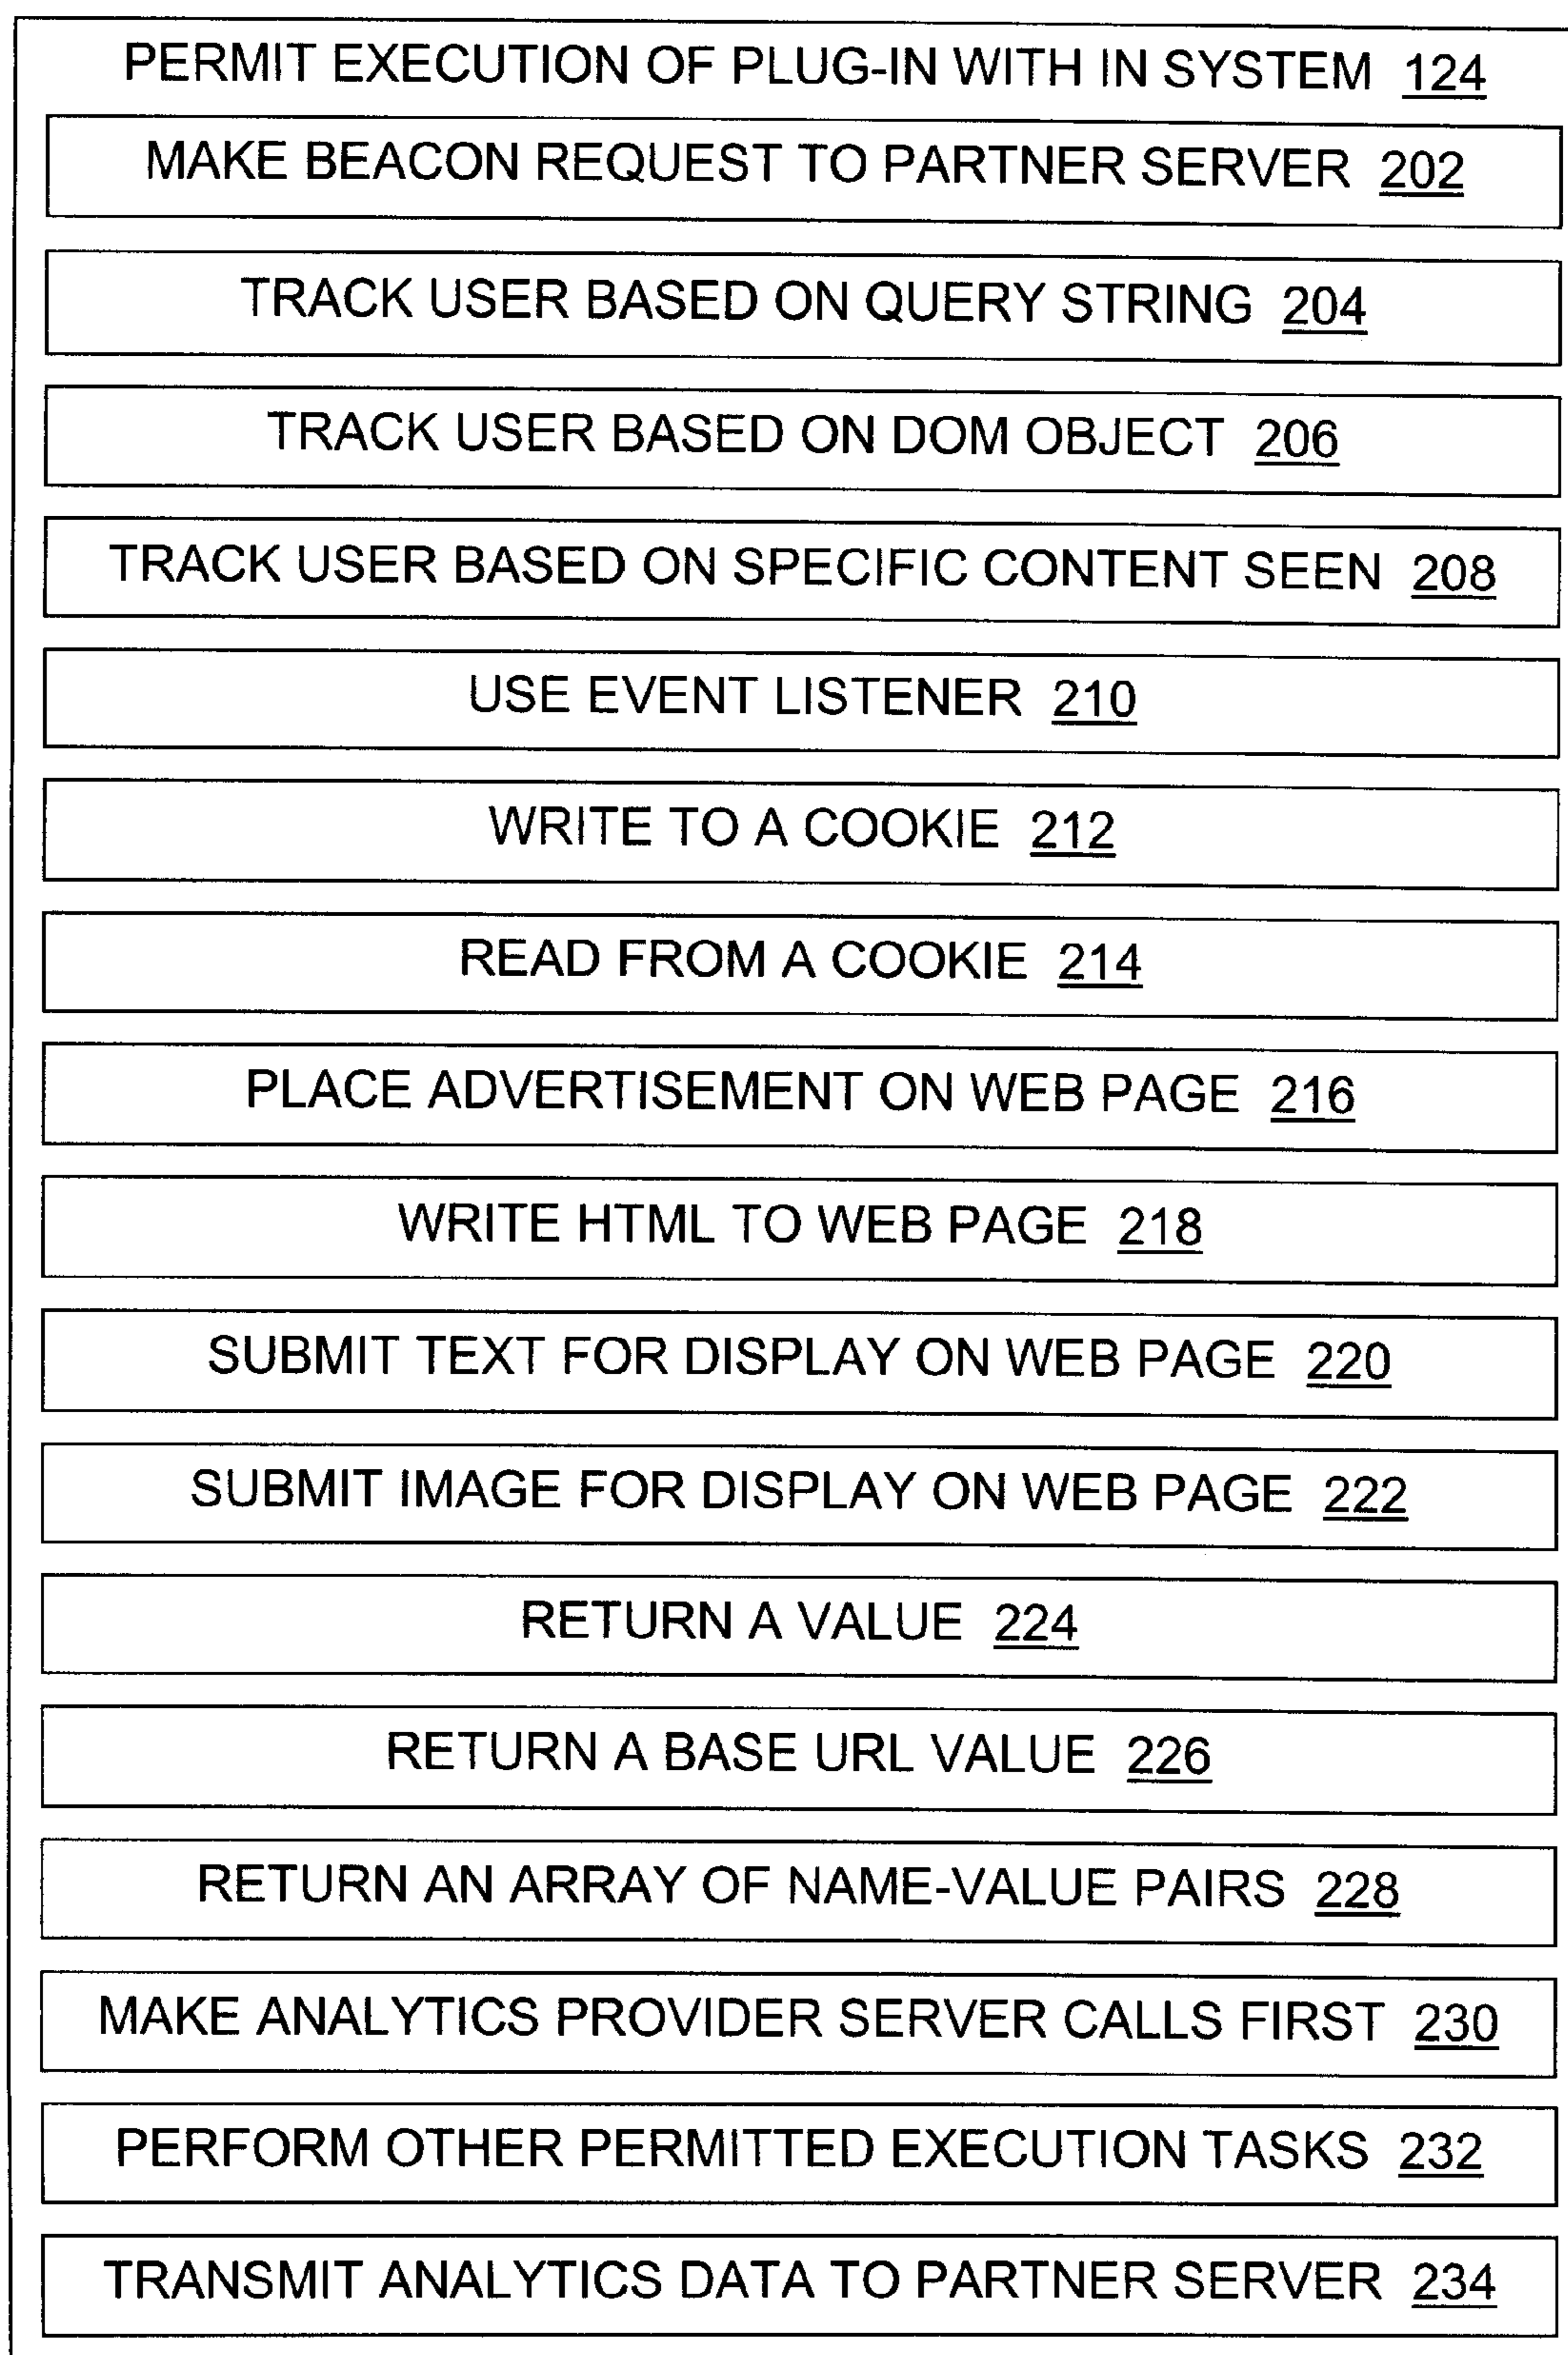 PERMIT EXECUTION OF PLUG-IN WITH IN SYSTEM 124
MAKE BEACON REQUEST TO PARTNER SERVER 202
TRACK USER BASED ON QUERY STRING 204
TRACK USER BASED ON DOM OBJECT 206
TRACK USER BASED ON SPECIFIC CONTENT SEEN 208
USE EVENT LISTENER 210
WRITE TO A COOKIE 212
READ FROM A COOKIE 214
PLACE ADVERTISEMENT ON WEB PAGE 216
WRITE HTML TO WEB PAGE 218
SUBMIT TEXT FOR DISPLAY ON WEB PAGE 220
SUBMIT IMAGE FOR DISPLAY ON WEB PAGE 222
RETURN A VALUE 224
RETURN A BASE URL VALUE 226
RETURN AN ARRAY OF NAME-VALUE PAIRS 228
MAKE ANALYTICS PROVIDER SERVER CALLS FIRST 230
PERFORM OTHER PERMITTED EXECUTION TASKS 232
TRANSMIT ANALYTICS DATA TO PARTNER SERVER 234